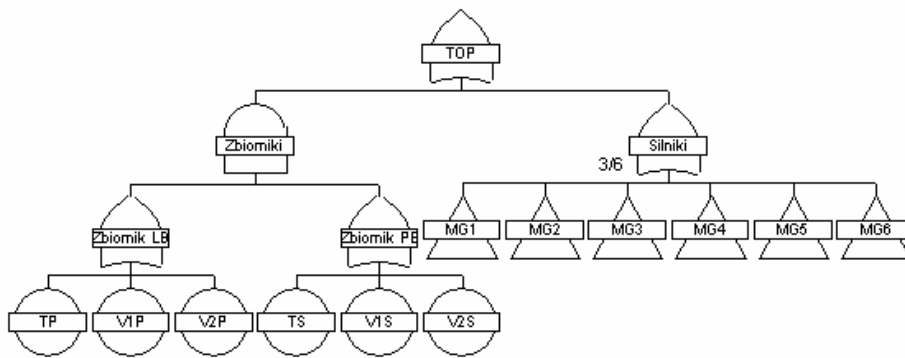 TOP
Zbiorniki
Silniki
3/6
Zbiornik LB
Zbiornik PB
MG1
MG2
MG3
MG4
MG5
MG6
TP
V1P
V2P
TS
V1S
V2S